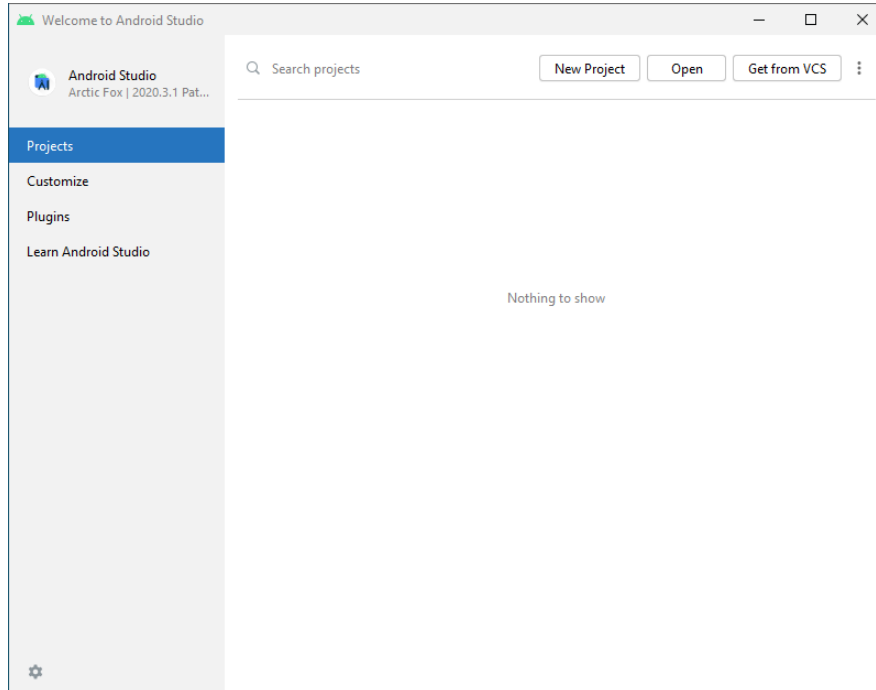 Welcome to Android Studio
Android Studio
Arctic Fox | 2020.3.1 Pat...
Search projects
New Project
Open
Get from VCS
Projects
Customize
Plugins
Learn Android Studio
Nothing to show